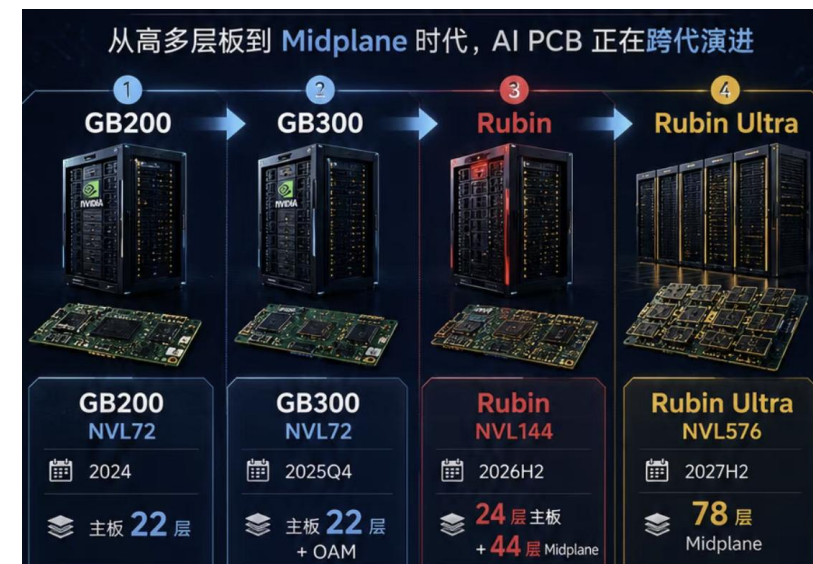 从高多层板到 Midplane 时代，AI PCB 正在跨代演进
1
GB200
2
GB300
3
Rubin
4
Rubin Ultra
NVIDIA
NVIDIA
GB200
NVL72
2024
主板 22 层
GB300
NVL72
2025Q4
主板 22 层
+ OAM
Rubin
NVL144
2026H2
24 层主板
+ 44 层 Midplane
Rubin Ultra
NVL576
2027H2
78 层
Midplane